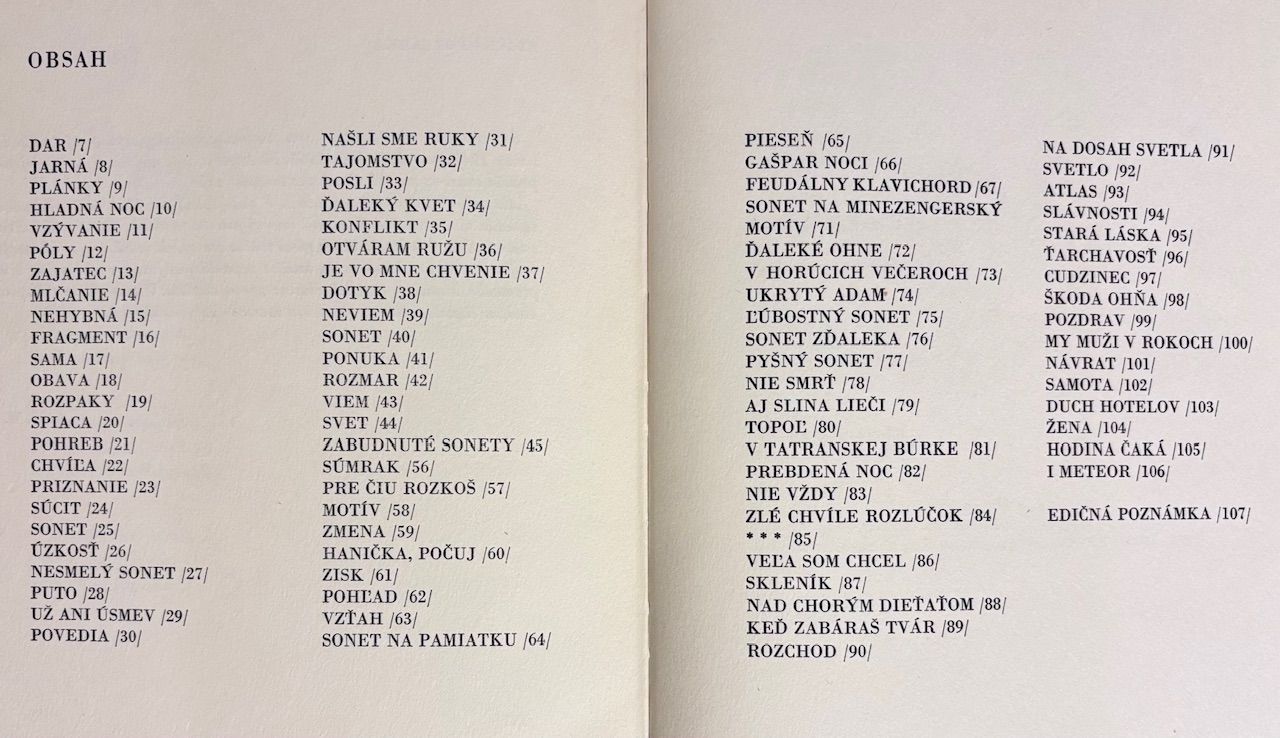 OBSAH
DAR /7/
JARNÁ /8/
PLÁNKY /9/
HLADNÁ NOC /10/
VZÝVANIE /11/
PÓLY /12/
ZAJATEC /13/
MLČANIE /14/
NEHYBNÁ /15/
FRAGMENT /16/
SAMA /17/
OBAVA /18/
ROZPAKY /19/
SPIACA /20/
POHREB /21/
CHVÍĽA /22/
PRIZNANIE /23/
SÚCIT /24/
SONET /25/
ÚZKOSŤ /26/
NESMELÝ SONET /27/
PUTO /28/
UŽ ANI ÚSMEV /29/
POVEDIA /30/
NAŠLI SME RUKY /31/
TAJOMSTVO /32/
POSLI /33/
ĎALEKÝ KVET /34/
KONFLIKT /35/
OTVÁRAM RUŽU /36/
JE VO MNE CHVENIE /37/
DOTYK /38/
NEVIEM /39/
SONET /40/
PONUKA /41/
ROZMAR /42/
VIEM /43/
SVET /44/
ZABUDNUTÉ SONETY /45/
SÚMRAK /56/
PRE ČIU ROZKOŠ /57/
MOTÍV /58/
ZMENA /59/
HANIČKA, POČUJ /60/
ZISK /61/
POHĽAD /62/
VZŤAH /63/
SONET NA PAMIATKU /64/
PIESEŇ /65/
GAŠPAR NOCI /66/
FEUDÁLNY KLAVICHORD /67/
SONET NA MINEZENGERSKÝ
MOTÍV /71/
ĎALEKÉ OHNE /72/
V HORÚCICH VEČEROCH /73/
UKRYTÝ ADAM /74/
ĽÚBOSTNÝ SONET /75/
SONET ZĎALEKA /76/
PYŠNÝ SONET /77/
NIE SMRŤ /78/
AJ SLINA LIEČI /79/
TOPOĽ /80/
V TATRANSKEJ BÚRKE /81/
PREBDENÁ NOC /82/
NIE VŽDY /83/
ZLÉ CHVÍLE ROZLÚČOK /84/
* * * /85/
VEĽA SOM CHCEL /86/
SKLENÍK /87/
NAD CHORÝM DIEŤAŤOM /88/
KEĎ ZABÁRAŠ TVÁR /89/
ROZCHOD /90/
NA DOSAH SVETLA /91/
SVETLO /92/
ATLAS /93/
SLÁVNOSTI /94/
STARÁ LÁSKA /95/
ŤARCHAVOSŤ /96/
CUDZINEC /97/
ŠKODA OHŇA /98/
POZDRAV /99/
MY MUŽI V ROKOCH /100/
NÁVRAT /101/
SAMOTA /102/
DUCH HOTELOV /103/
ŽENA /104/
HODINA ČAKÁ /105/
I METEOR /106/
EDIČNÁ POZNÁMKA /107/